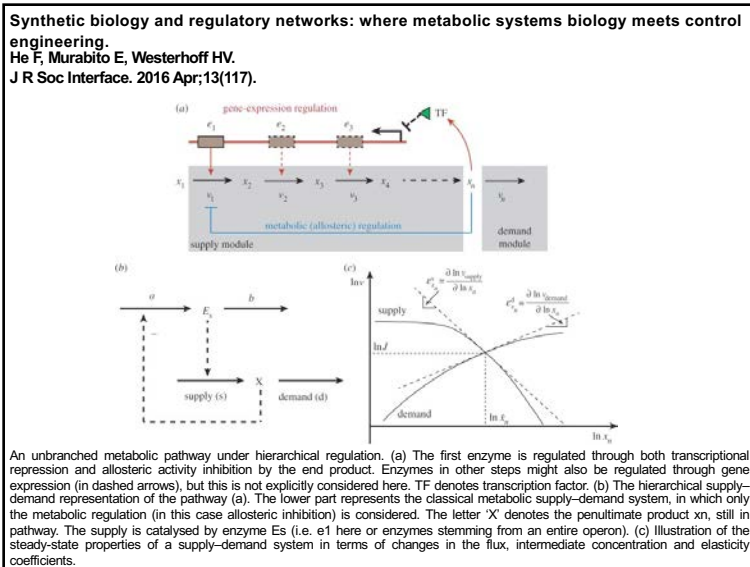 Synthetic biology and regulatory networks: where metabolic systems biology meets control
engineering.
He F, Murabito E, Westerhoff HV.
J R Soc Interface. 2016 Apr;13(117).
(a) gene-expression regulation
TF
e1 e2 e3
x1 x2 x3 x4 xn
v1 v2 v3 vn
metabolic (allosteric) regulation
supply module
demand
module
(b)
a b
Es
–
X
supply (s) demand (d)
(c)
lnv
supply
∂ ln vsupply
∂ ln xn
∂ ln vdemand
∂ ln xn
lnJ
demand
ln xn
An unbranched metabolic pathway under hierarchical regulation. (a) The first enzyme is regulated through both transcriptional
repression and allosteric activity inhibition by the end product. Enzymes in other steps might also be regulated through gene
expression (in dashed arrows), but this is not explicitly considered here. TF denotes transcription factor. (b) The hierarchical supply–
demand representation of the pathway (a). The lower part represents the classical metabolic supply–demand system, in which only
the metabolic regulation (in this case allosteric inhibition) is considered. The letter ‘X’ denotes the penultimate product xn, still in
pathway. The supply is catalysed by enzyme Es (i.e. e1 here or enzymes stemming from an entire operon). (c) Illustration of the
steady-state properties of a supply–demand system in terms of changes in the flux, intermediate concentration and elasticity
coefficients.